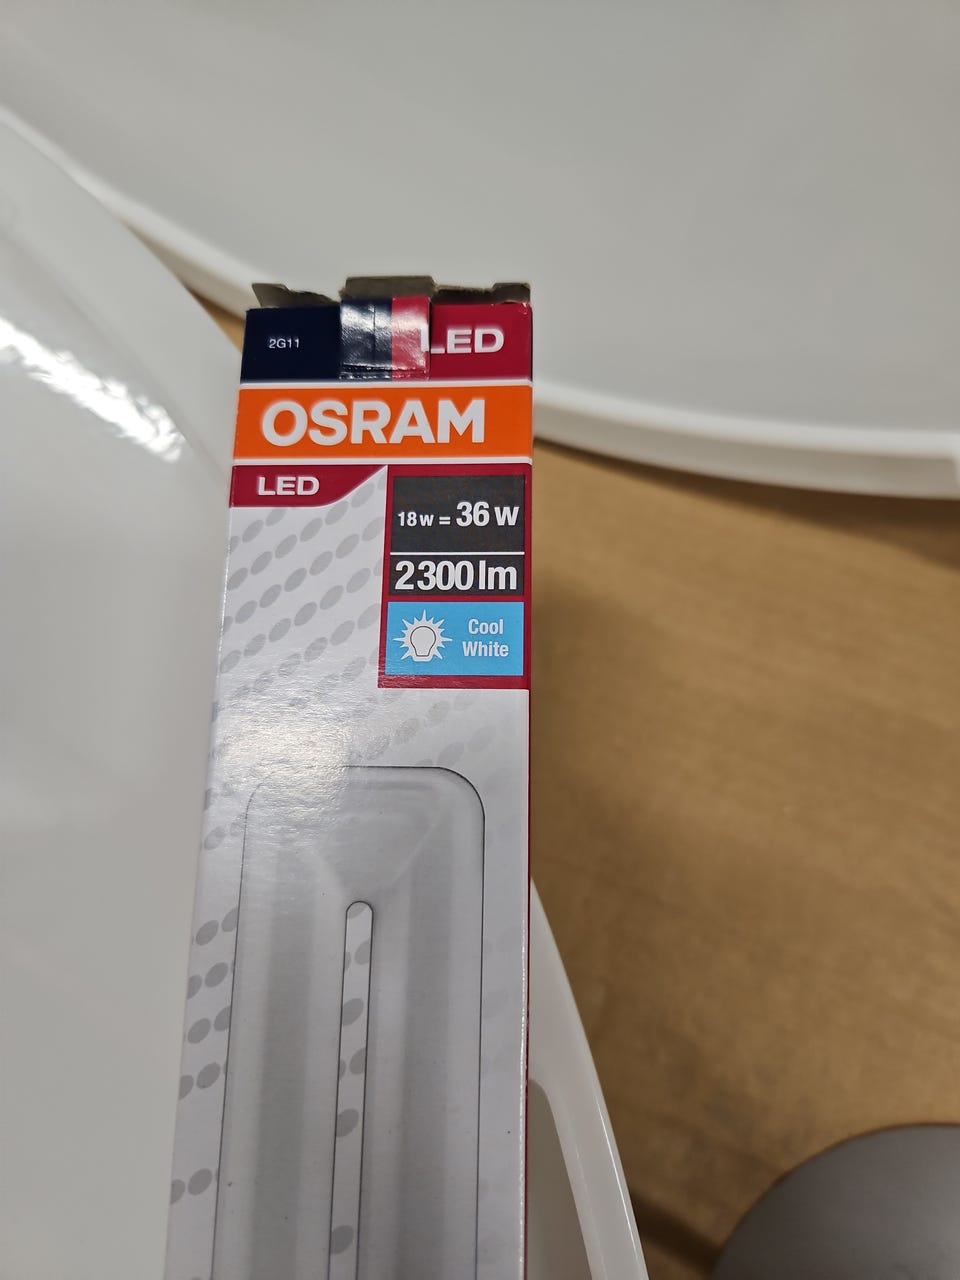 2G11
LED
OSRAM
LED
18 w = 36 w
2300 lm
Cool
White